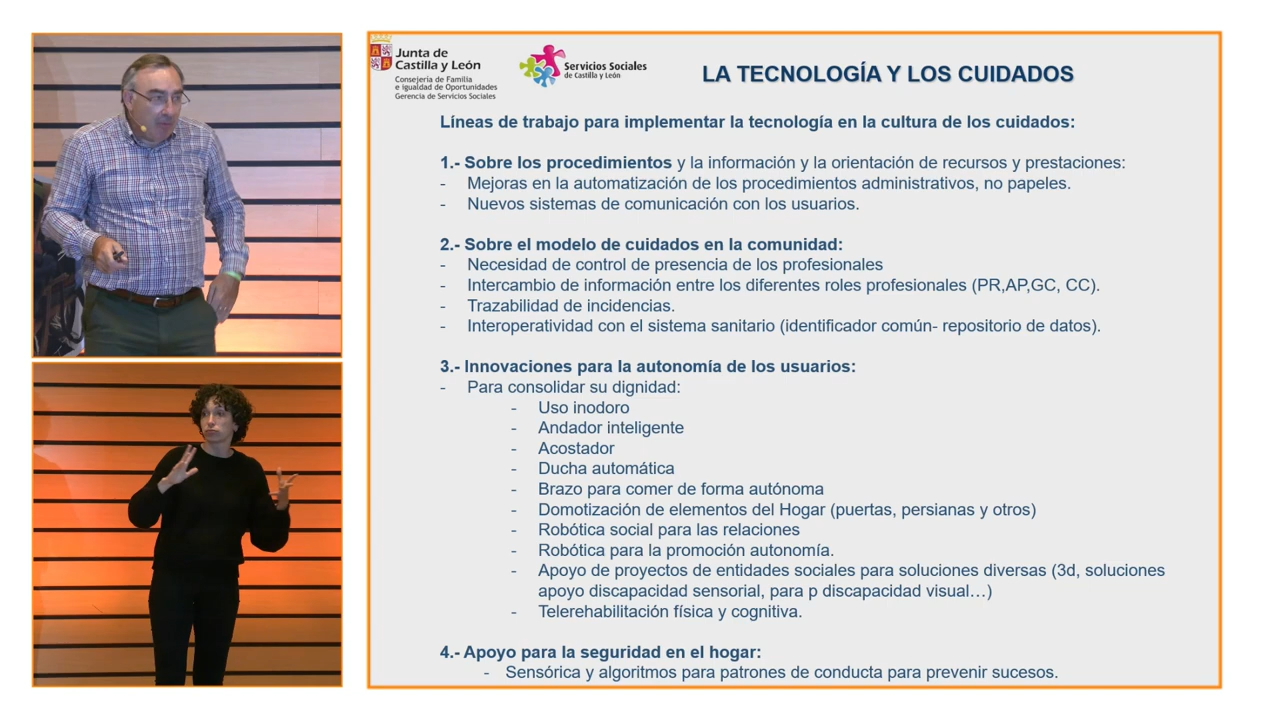 Junta de
Castilla y León
Consejería de Familia
e igualdad de Oportunidades
Gerencia de Servicios Sociales
Servicios Sociales
de Castilla y León
LA TECNOLOGÍA Y LOS CUIDADOS
Líneas de trabajo para implementar la tecnología en la cultura de los cuidados:
1.- Sobre los procedimientos y la información y la orientación de recursos y prestaciones:
- Mejoras en la automatización de los procedimientos administrativos, no papeles.
- Nuevos sistemas de comunicación con los usuarios.
2.- Sobre el modelo de cuidados en la comunidad:
- Necesidad de control de presencia de los profesionales
- Intercambio de información entre los diferentes roles profesionales (PR,AP,GC, CC).
- Trazabilidad de incidencias.
- Interoperatividad con el sistema sanitario (identificador común- repositorio de datos).
3.- Innovaciones para la autonomía de los usuarios:
- Para consolidar su dignidad:
- Uso inodoro
- Andador inteligente
- Acostador
- Ducha automática
- Brazo para comer de forma autónoma
- Domotización de elementos del Hogar (puertas, persianas y otros)
- Robótica social para las relaciones
- Robótica para la promoción autonomía.
- Apoyo de proyectos de entidades sociales para soluciones diversas (3d, soluciones
apoyo discapacidad sensorial, para p discapacidad visual…)
- Telerehabilitación física y cognitiva.
4.- Apoyo para la seguridad en el hogar:
- Sensórica y algoritmos para patrones de conducta para prevenir sucesos.